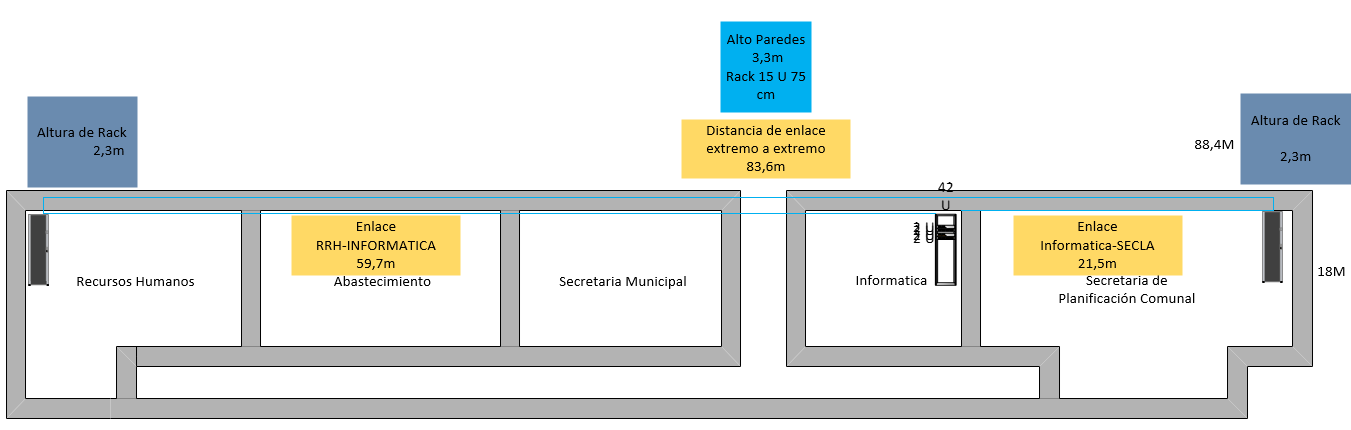 Alto Paredes
3,3m
Rack 15 U 75
cm
Altura de Rack
2,3m
Distancia de enlace
extremo a extremo
83,6m
88,4M
Altura de Rack
2,3m
42
U
Enlace
RRH-INFORMATICA
59,7m
2 U
2 U
Enlace
Informatica-SECLA
21,5m
18M
Recursos Humanos
Abastecimiento
Secretaria Municipal
Informatica
Secretaria de
Planificación Comunal